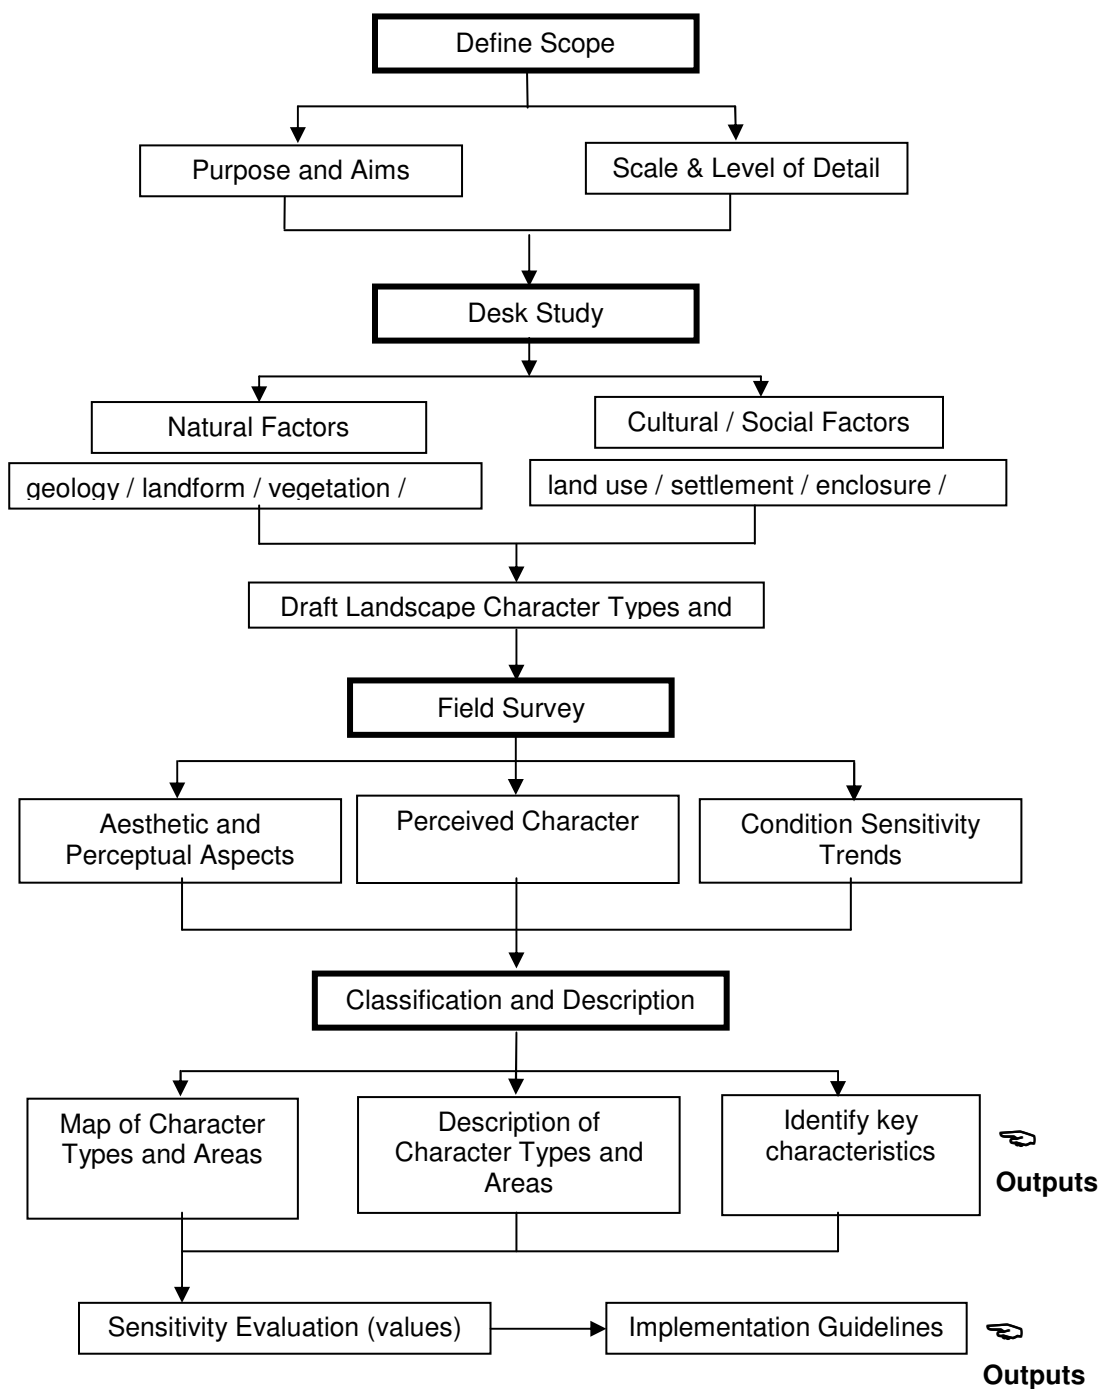 Define Scope
Purpose and Aims
Scale & Level of Detail
Desk Study
Natural Factors
Cultural / Social Factors
geology / landform / vegetation /
land use / settlement / enclosure /
Draft Landscape Character Types and
Field Survey
Aesthetic and
Perceptual Aspects
Perceived Character
Condition Sensitivity
Trends
Classification and Description
Map of Character
Types and Areas
Description of
Character Types and
Areas
Identify key
characteristics
Outputs
Sensitivity Evaluation (values)
Implementation Guidelines
Outputs